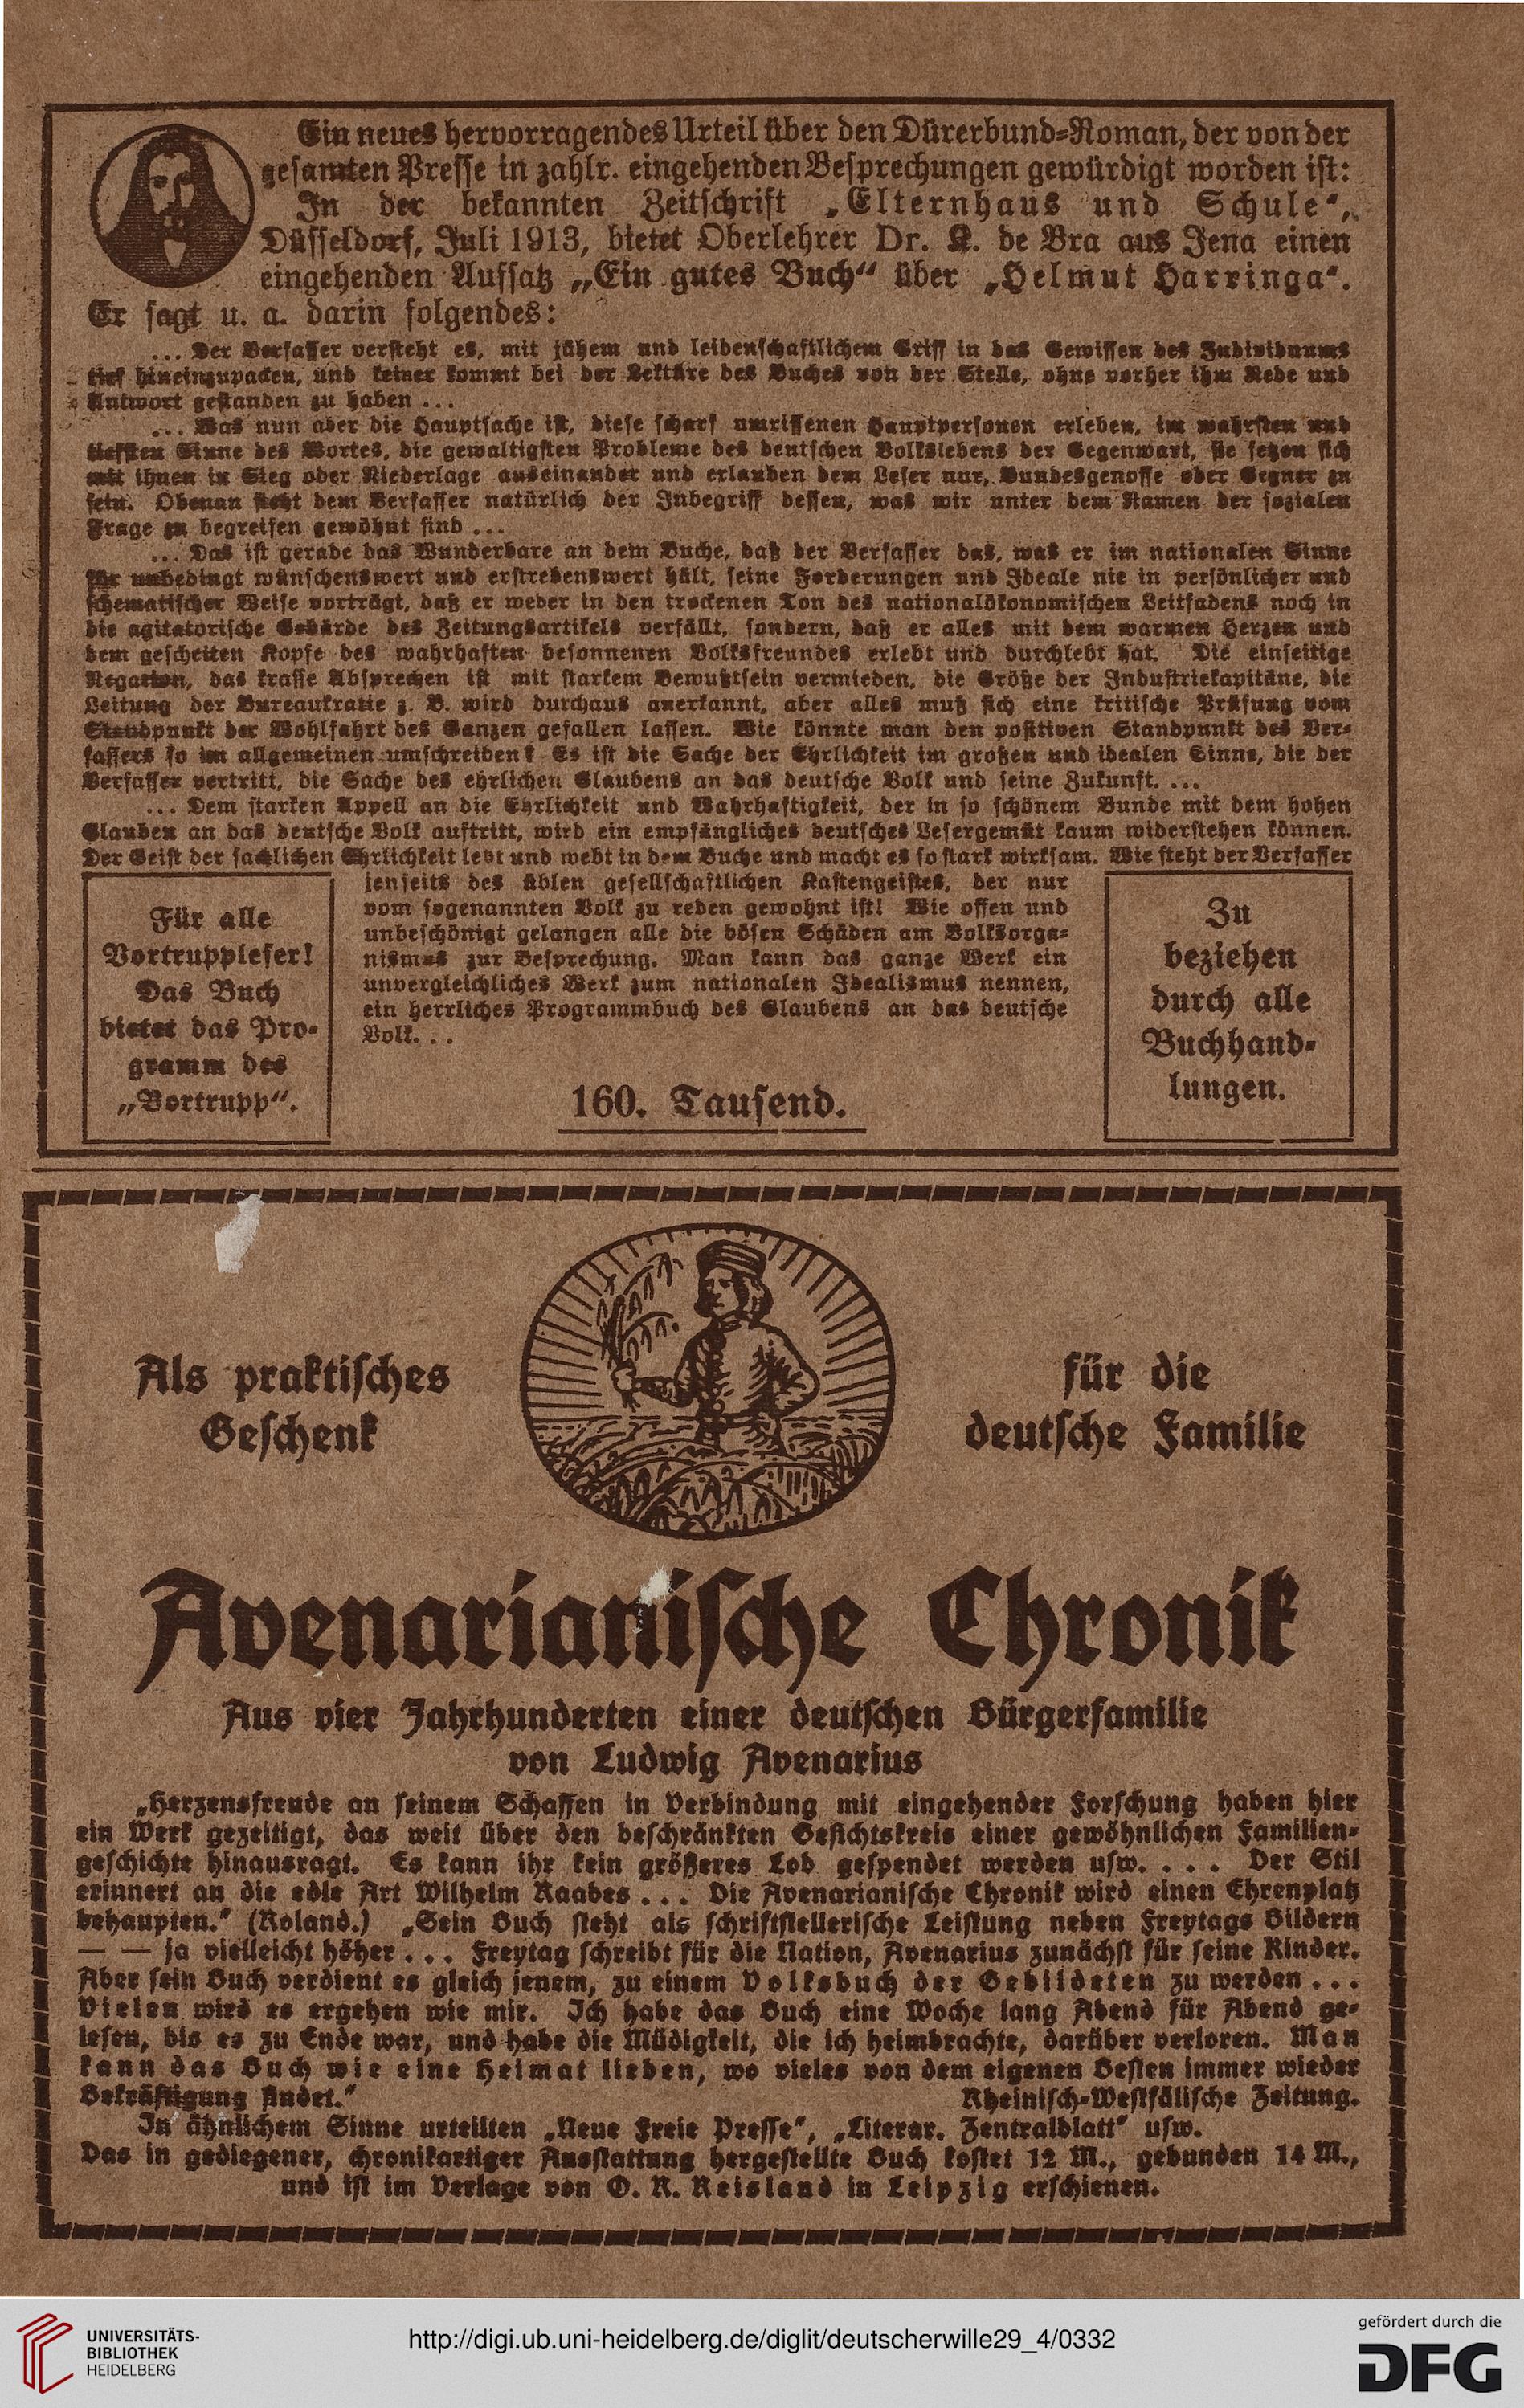 Ein neues hervorragendes Urteil über den Dürerbund-Roman, der von der
gesamten Presse in zahlr. eingehenden Besprechungen gewürdigt worden ist:
In der bekannten Zeitschrift „Elternhaus und Schule“,
Düsseldorf, Juli 1913, bietet Oberlehrer Dr. K. de Bra aus Jena einen
eingehenden Aufsatz „Ein gutes Buch“ über „Helmut Harringa“.
Er sagt u. a. darin folgendes:
... Der Verfasser versteht es, mit jähem und leidenschaftlichem Griff in das Gewissen des Individuums
tief hineinzupacken, und keiner kommt bei der Lektüre des Buches von der Stelle, ohne vorher ihm Rede und
Antwort gestanden zu haben ...
... Was nun aber die Hauptsache ist, diese scharf umrissenen Hauptpersonen erleben, im wahrsten und
tiefsten Sinne des Wortes, die gewaltigsten Probleme des deutschen Volkslebens der Gegenwart, sie setzen sich
mit ihnen in Sieg oder Niederlage auseinander und erlauben dem Leser nur, Bundesgenosse oder Gegner zu
sein. Obenan steht dem Verfasser natürlich der Inbegriff dessen, was wir unter dem Namen der sozialen
Frage zu begreifen gewöhnt sind ...
... Das ist gerade das Wunderbare an dem Buche, daß der Verfasser das, was er im nationalen Sinne
für unbedingt wünschenswert und erstrebenswert hält, seine Forderungen und Ideale nie in persönlicher und
schematischer Weise vorträgt, daß er weder in den trockenen Ton des nationalökonomischen Leitfadens noch in
die agitatorische Gebärde des Zeitungsartikels verfällt, sondern, daß er alles mit dem warmen Herzen und
dem gescheiten Kopfe des wahrhaften besonnenen Volksfreundes erlebt und durchlebt hat. Die einseitige
Negation, das krasse Absprechen ist mit starkem Bewußtsein vermieden, die Größe der Industriekapitäne, die
Leitung der Bureaukratie z. B. wird durchaus anerkannt, aber alles muß sich eine kritische Prüfung vom
Standpunkt der Wohlfahrt des Ganzen gefallen lassen. Wie könnte man den positiven Standpunkt des Ver-
fassers so im allgemeinen umschreiben? Es ist die Sache der Ehrlichkeit im großen und idealen Sinne, die der
Verfasser vertritt, die Sache des ehrlichen Glaubens an das deutsche Volk und seine Zukunft. ...
... Dem starken Appell an die Ehrlichkeit und Wahrhaftigkeit, der in so schönem Bunde mit dem hohen
Glauben an das deutsche Volk auftritt, wird ein empfängliches deutsches Lesergemüt kaum widerstehen können.
Der Geist der sachlichen Ehrlichkeit lebt und webt in dem Buche und macht es so stark wirksam. Wie steht der Verfasser
jenseits des üblen gesellschaftlichen Kastengeistes, der nur
vom sogenannten Volk zu reden gewohnt ist! Wie offen und
unbeschönigt gelangen alle die bösen Schäden am Volksorga-
nismus zur Besprechung. Man kann das ganze Werk ein
unvergleichliches Werk zum nationalen Idealismus nennen,
ein herrliches Programmbuch des Glaubens an das deutsche
Volk. . .
160. Tausend.
Für alle
Vortruppleser!
Das Buch
bietet das Pro-
gramm des
„Vortrupp“.
Zu
beziehen
durch alle
Buchhand-
lungen.
Als praktisches
Geschenk
für die
deutsche Familie
Avenarianische Chronik
Aus vier Jahrhunderten einer deutschen Bürgerfamilie
von Ludwig Avenarius
„Herzensfreude an seinem Schaffen in Verbindung mit eingehender Forschung haben hier
ein Werk gezeitigt, das weit über den beschränkten Gesichtskreis einer gewöhnlichen Familien-
geschichte hinausragt. Es kann ihr kein größeres Lob gespendet werden usw. . . . Der Stil
erinnert an die edle Art Wilhelm Raabes ... Die Avenarianische Chronik wird einen Ehrenplatz
behaupten.“ (Roland.) „Sein Buch steht als schriftstellerische Leistung neben Freytags Bildern
— — ja vielleicht höher ... Freytag schreibt für die Nation, Avenarius zunächst für seine Kinder.
Aber sein Buch verdient es gleich jenem, zu einem Volksbuch der Gebildeten zu werden ...
Vielen wird es ergehen wie mir. Ich habe das Buch eine Woche lang Abend für Abend ge-
lesen, bis es zu Ende war, und habe die Müdigkeit, die ich heimbrachte, darüber verloren. Man
kann das Buch wie eine Heimat lieben, wo vieles von dem eigenen Besten immer wieder
Bekräftigung findet.“ Rheinisch-Westfälische Zeitung.
In ähnlichem Sinne urteilten „Neue Freie Presse“, „Literar. Zentralblatt“ usw.
Das in gediegener, chronikartiger Ausstattung hergestellte Buch kostet 12 M., gebunden 14 M.,
und ist im Verlage von O. R. Reisland in Leipzig erschienen.
UNIVERSITÄTS-
BIBLIOTHEK
HEIDELBERG
http://digi.ub.uni-heidelberg.de/diglit/deutscherwille29_4/0332
gefördert durch die
DFG